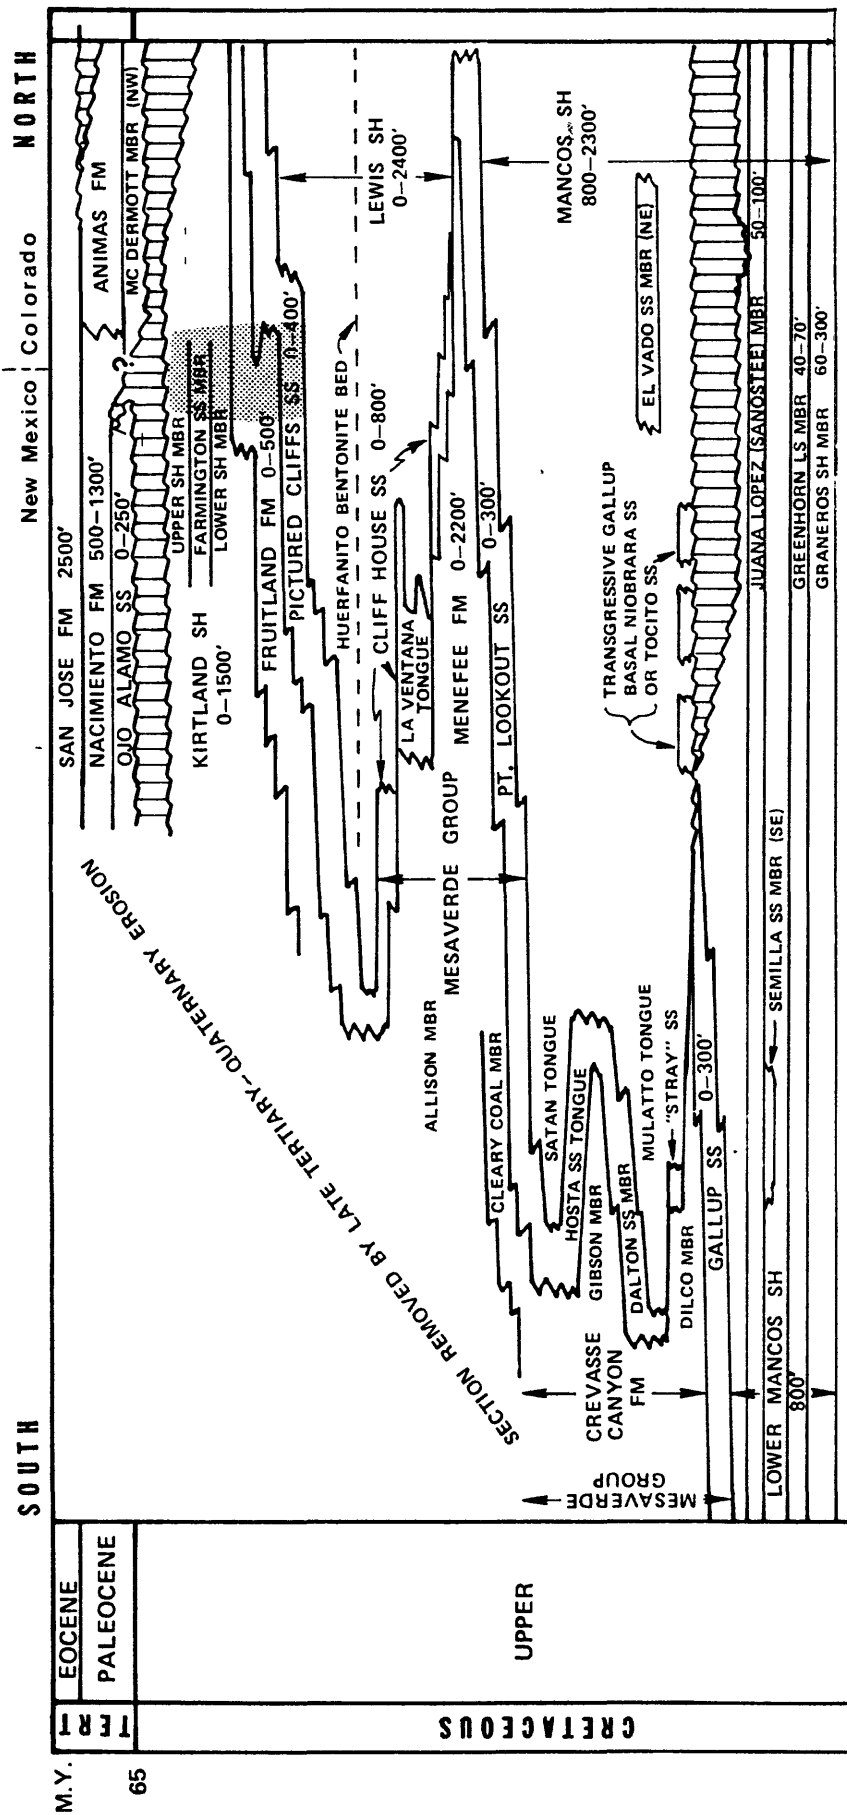 SOUTH
NORTH
New Mexico
Colorado
M.Y.
65
TERT
EOCENE
PALEOCENE
CRETACEOUS
UPPER
SAN JOSE FM 2500'
NACIMIENTO FM 500-1300'
OJO ALAMO SS 0-250'
ANIMAS FM
MC DERMOTT MBR (NW)
?
UPPER SH MBR
FARMINGTON SS MBR
LOWER SH MBR
KIRTLAND SH
0-1500'
FRUITLAND FM 0-500'
PICTURED CLIFFS SS 0-400'
LEWIS SH
0-2400'
HUERFANITO BENTONITE BED
CLIFF HOUSE SS 0-800'
LA VENTANA
TONGUE
SECTION REMOVED BY LATE TERTIARY-QUATERNARY EROSION
ALLISON MBR
MESAVERDE GROUP
MENEFEE FM 0-2200'
0-300'
PT. LOOKOUT SS
CLEARY COAL MBR
MANCOS SH
800-2300'
SATAN TONGUE
HOSTA SS TONGUE
GIBSON MBR
DALTON SS MBR
MULATTO TONGUE
"STRAY" SS
DILCO MBR
CREVASSE
CANYON
FM
MESAVERDE
GROUP
GALLUP SS
0-300'
TRANSGRESSIVE GALLUP
BASAL NIOBRARA SS
OR TOCITO SS
EL VADO SS MBR (NE)
JUANA LOPEZ (SANOSTEE) MBR 50-100'
LOWER MANCOS SH
800'
SEMILLA SS MBR (SE)
GREENHORN LS MBR 40-70'
GRANEROS SH MBR 60-300'